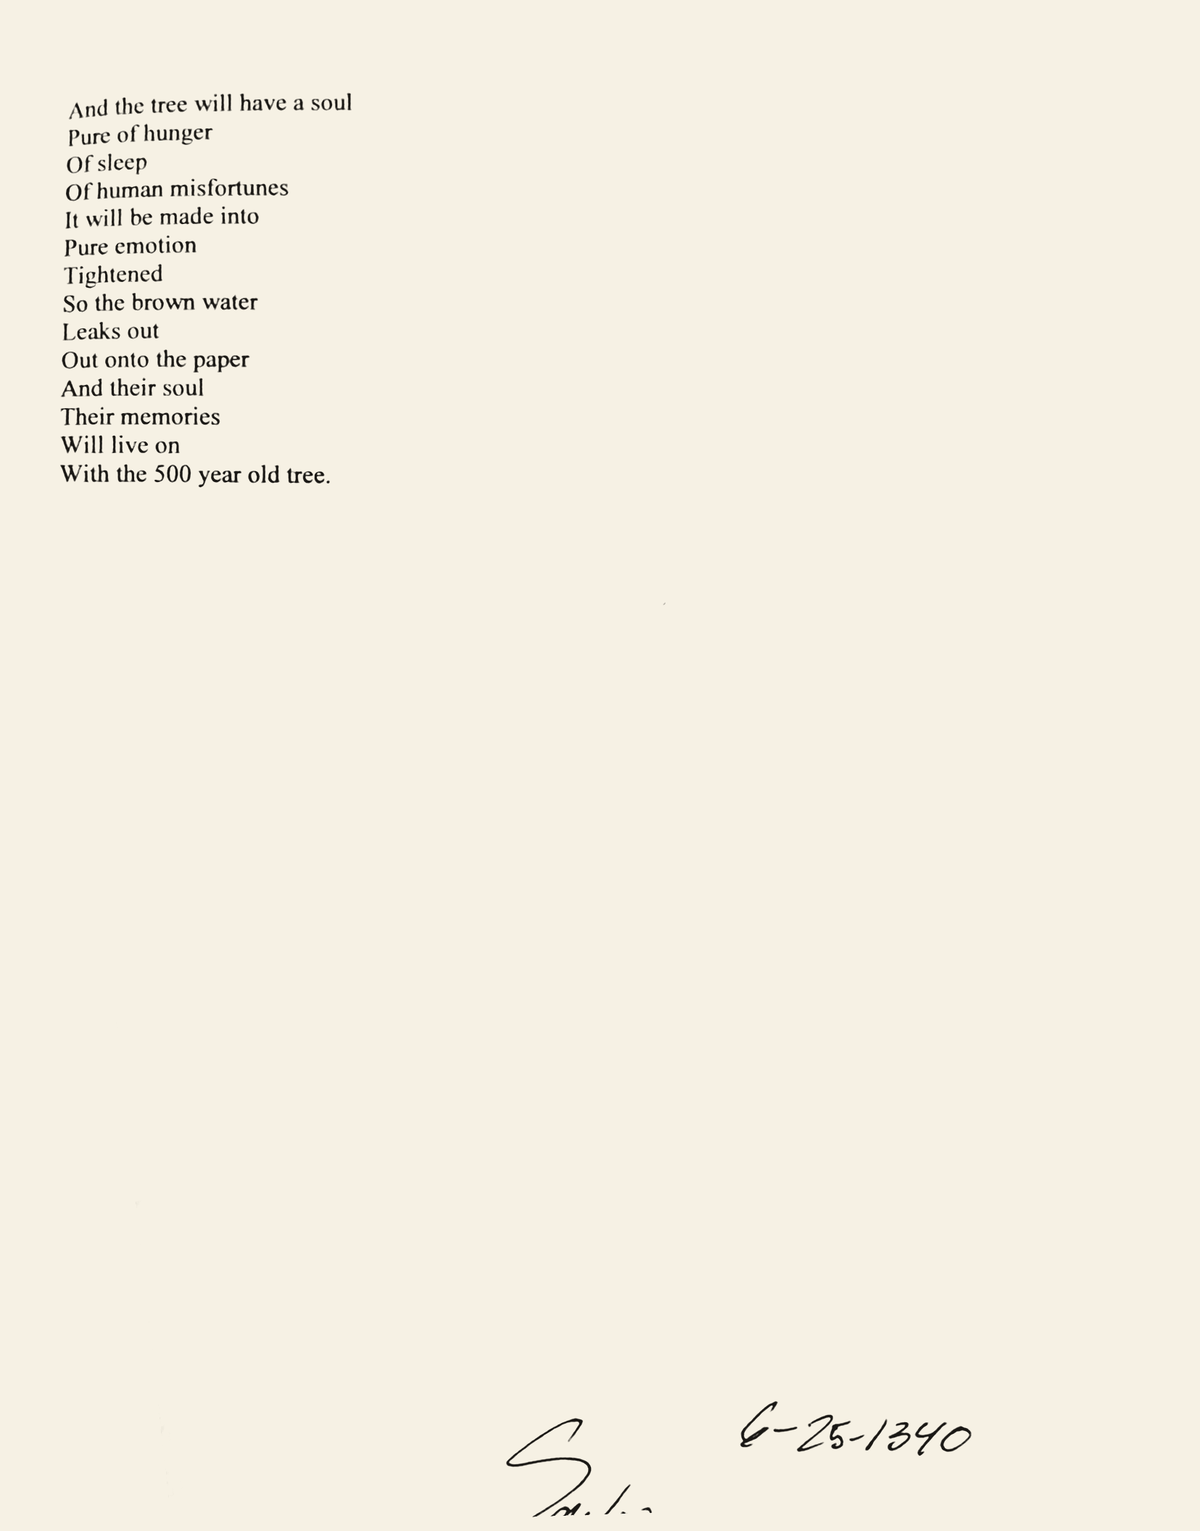 And the tree will have a soul
Pure of hunger
Of sleep
Of human misfortunes
It will be made into
Pure emotion
Tightened
So the brown water
Leaks out
Out onto the paper
And their soul
Their memories
Will live on
With the 500 year old tree.
6-25-1340